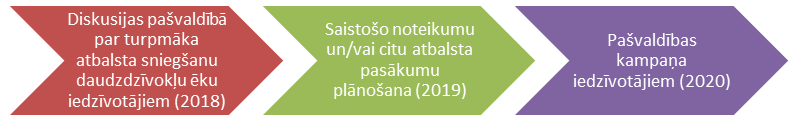 Diskusijas pašvaldībā
par turpmāka
atbalsta sniegšanu
daudzdzīvokļu ēku
iedzīvotājiem (2018)
Saistošo noteikumu
un/vai citu atbalsta
pasākumu
plānošana (2019)
Pašvaldības
kampaņa
iedzīvotājiem (2020)